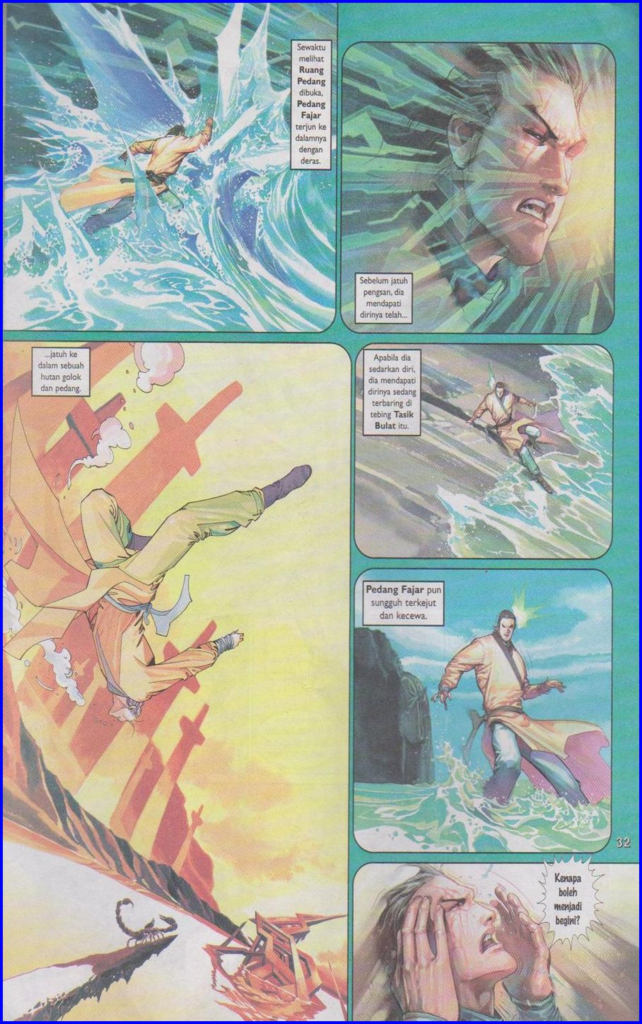 Sewaktu
melihat
Ruang
Pedang
dibuka,
Pedang
Fajar
terjun ke
dalamnya
dengan
deras.
Sebelum jatuh
pengsan, dia
mendapati
dirinya telah...
...jatuh ke
dalam sebuah
hutan golok
dan pedang.
Apabila dia
sedarkan diri,
dia mendapati
dirinya sedang
terbaring di
tebing Tasik
Bulat itu.
Pedang Fajar pun
sungguh terkejut
dan kecewa.
32
Kenapa
boleh
menjadi
begini?